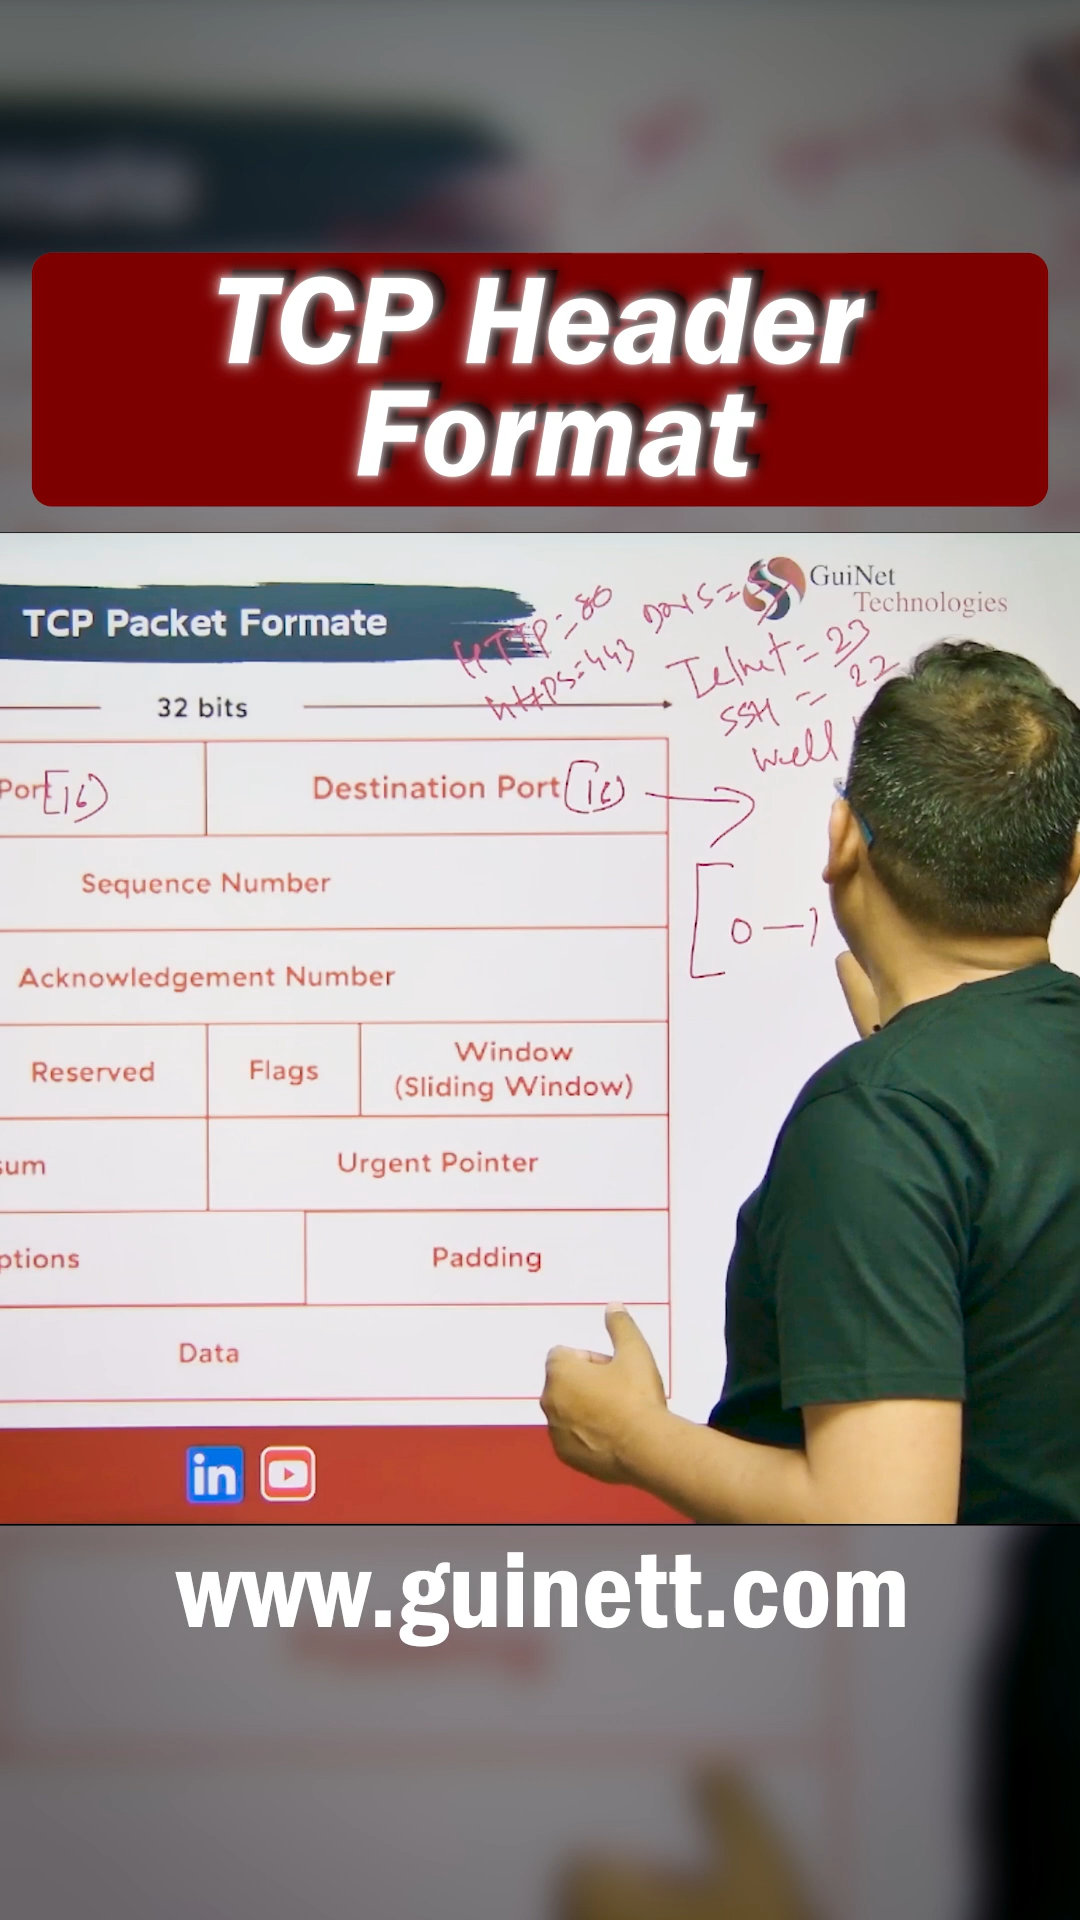 TCP Header
Format
GuiNet
Technologies
TCP Packet Formate
HTTP=80
https=443
Telnet=23
SSH = 22
well
32 bits
Port [16)
Destination Port (16)
Sequence Number
[0—1
Acknowledgement Number
Reserved
Flags
Window
(Sliding Window)
sum
Urgent Pointer
ptions
Padding
Data
in
www.guinett.com